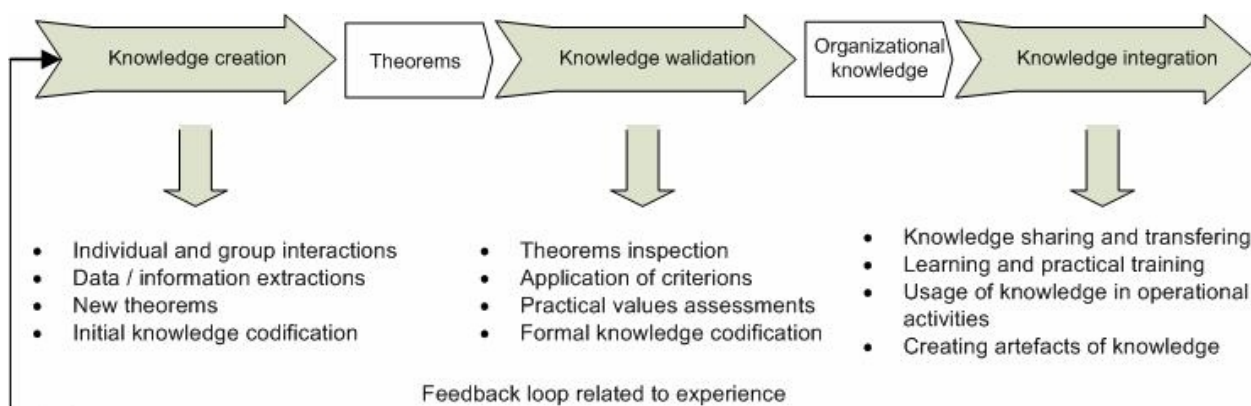 Knowledge creation
Theorems
Knowledge walidation
Organizational
knowledge
Knowledge integration
• Individual and group interactions
• Data / information extractions
• New theorems
• Initial knowledge codification
• Theorems inspection
• Application of criterions
• Practical values assessments
• Formal knowledge codification
• Knowledge sharing and transfering
• Learning and practical training
• Usage of knowledge in operational
activities
• Creating artefacts of knowledge
Feedback loop related to experience